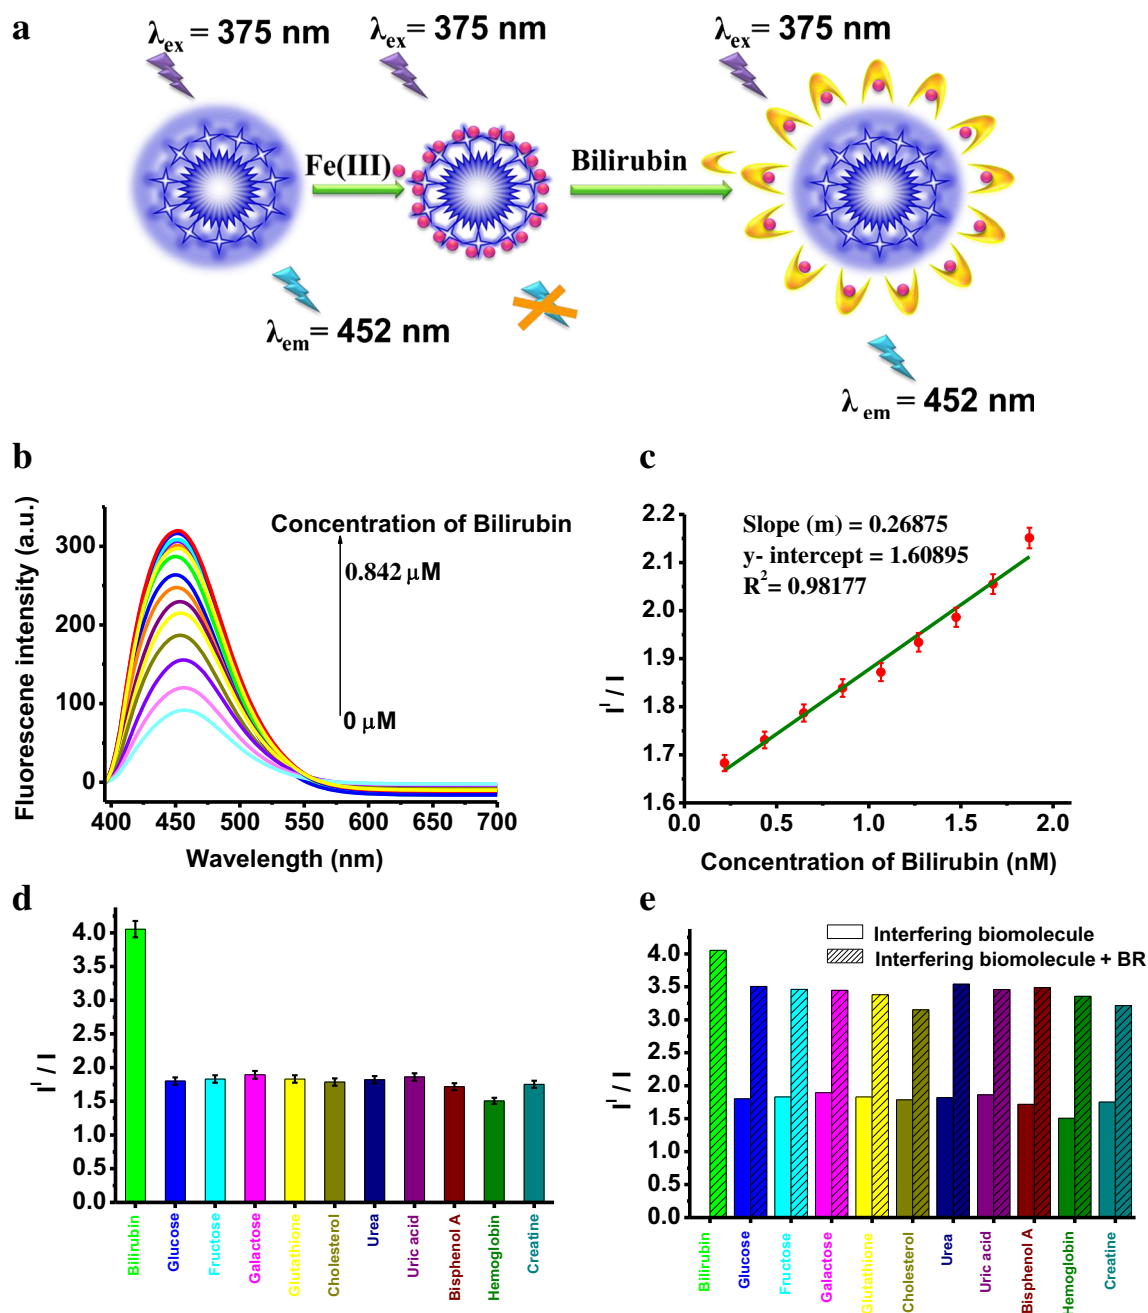 a
λex = 375 nm
λex = 375 nm
λex = 375 nm
Fe(III)
Bilirubin
λem = 452 nm
λem = 452 nm
b
Fluorescene intensity (a.u.)
300
200
100
0
Concentration of Bilirubin
0.842 µM
0 µM
400 450 500 550 600 650 700
Wavelength (nm)
c
I^I / I
2.2
2.1
2.0
1.9
1.8
1.7
1.6
Slope (m) = 0.26875
y- intercept = 1.60895
R²= 0.98177
0.0 0.5 1.0 1.5 2.0
Concentration of Bilirubin (nM)
d
I^I / I
4.0
3.5
3.0
2.5
2.0
1.5
1.0
0.5
0.0
Bilirubin
Glucose
Fructose
Galactose
Glutathione
Cholesterol
Urea
Uric acid
Bisphenol A
Hemoglobin
Creatine
e
I^I / I
4.0
3.5
3.0
2.5
2.0
1.5
1.0
0.5
0.0
Interfering biomolecule
Interfering biomolecule + BR
Bilirubin
Glucose
Fructose
Galactose
Glutathione
Cholesterol
Urea
Uric acid
Bisphenol A
Hemoglobin
Creatine